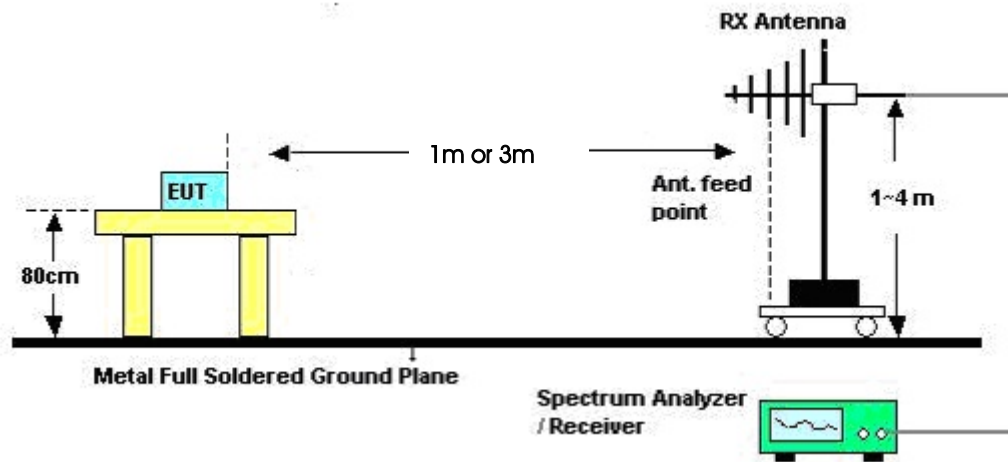 RX Antenna
1m or 3m
EUT
Ant. feed
point
1~4 m
80cm
Metal Full Soldered Ground Plane
Spectrum Analyzer
/ Receiver